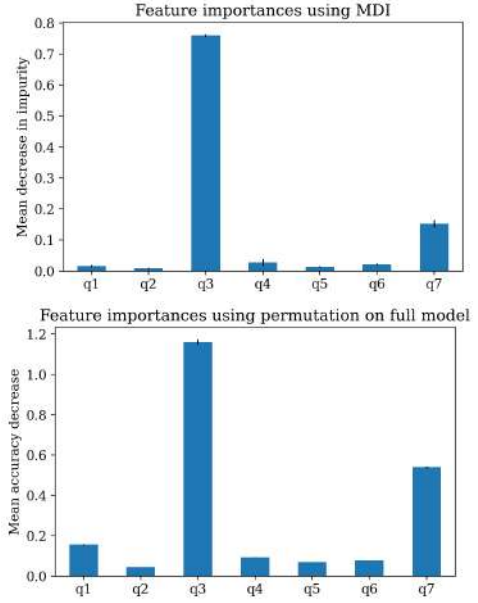 Feature importances using MDI
Mean decrease in impurity
0.8
0.7
0.6
0.5
0.4
0.3
0.2
0.1
0.0
q1 q2 q3 q4 q5 q6 q7
Feature importances using permutation on full model
Mean accuracy decrease
1.2
1.0
0.8
0.6
0.4
0.2
0.0
q1 q2 q3 q4 q5 q6 q7